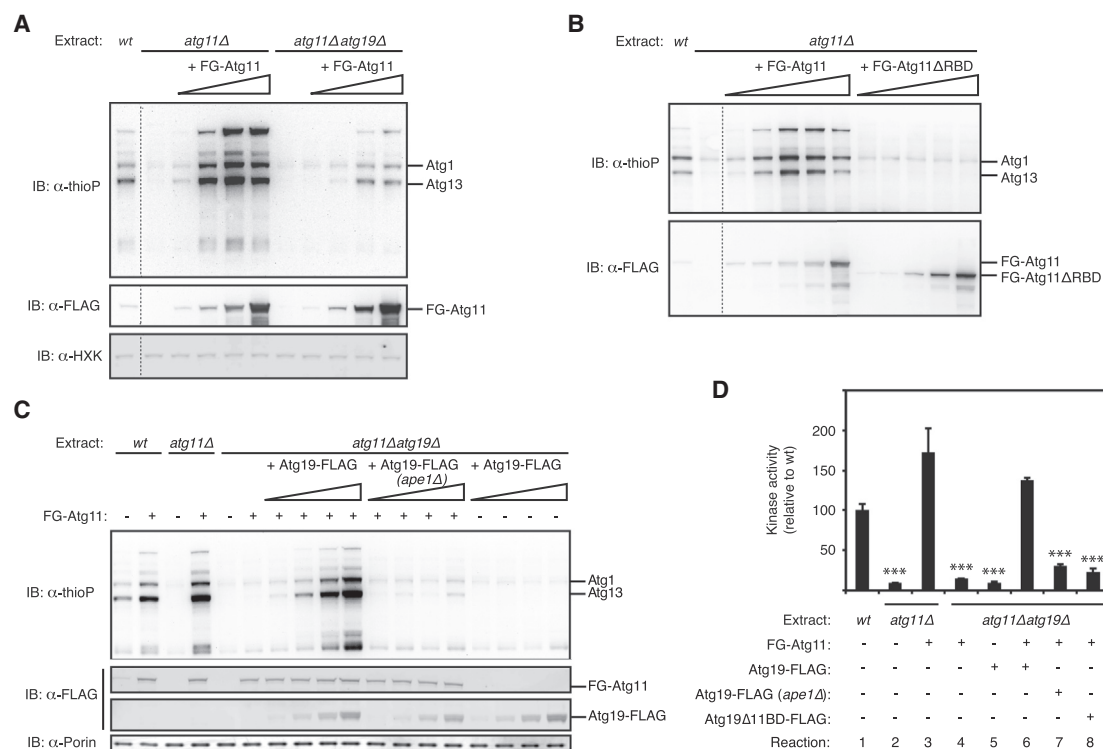 A
Extract: wt atg11Δ atg11Δatg19Δ
+ FG-Atg11 + FG-Atg11
IB: α-thioP
Atg1
Atg13
IB: α-FLAG
FG-Atg11
IB: α-HXK
B
Extract: wt atg11Δ
+ FG-Atg11 + FG-Atg11ΔRBD
IB: α-thioP
Atg1
Atg13
IB: α-FLAG
FG-Atg11
FG-Atg11ΔRBD
C
Extract: wt atg11Δ atg11Δatg19Δ
+ Atg19-FLAG + Atg19-FLAG + Atg19-FLAG
(ape1Δ)
FG-Atg11: - + - + - + + + + + + + + + - - - -
IB: α-thioP
Atg1
Atg13
IB: α-FLAG
FG-Atg11
Atg19-FLAG
IB: α-Porin
D
Kinase activity
(relative to wt)
200
150
100
50
*** *** *** *** ***
Extract: wt atg11Δ atg11Δatg19Δ
FG-Atg11: - - + + - + + +
Atg19-FLAG: - - - - + + - -
Atg19-FLAG (ape1Δ): - - - - - - + -
Atg19Δ11BD-FLAG: - - - - - - - +
Reaction: 1 2 3 4 5 6 7 8